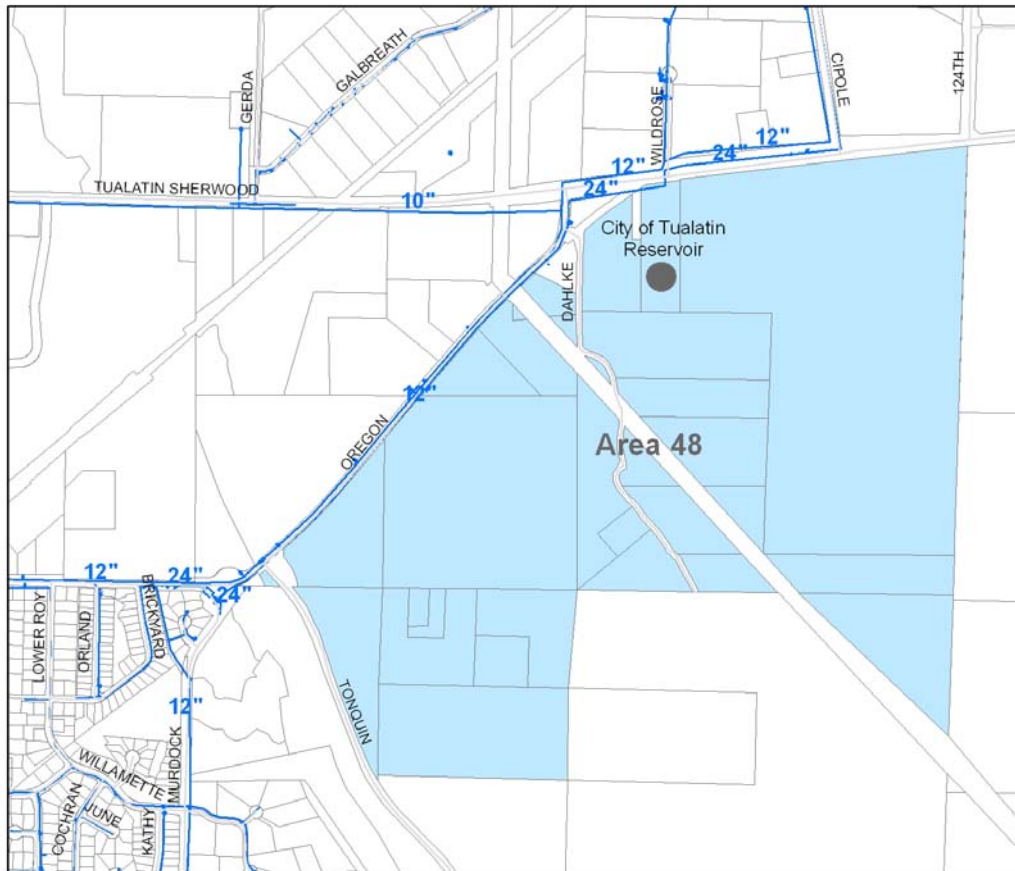 GALBREATH
GERDA
CIPOLE
124TH
WILDROSE
12"
24"
12"
24"
TUALATIN SHERWOOD
10"
City of Tualatin
Reservoir
DAHLKE
12"
OREGON
Area 48
12"
24"
24"
BRICKYARD
LOWER ROY
ORLAND
12"
TONQUIN
MURDOCK
WILLAMETTE
COCHRAN
JUNE
KATHY